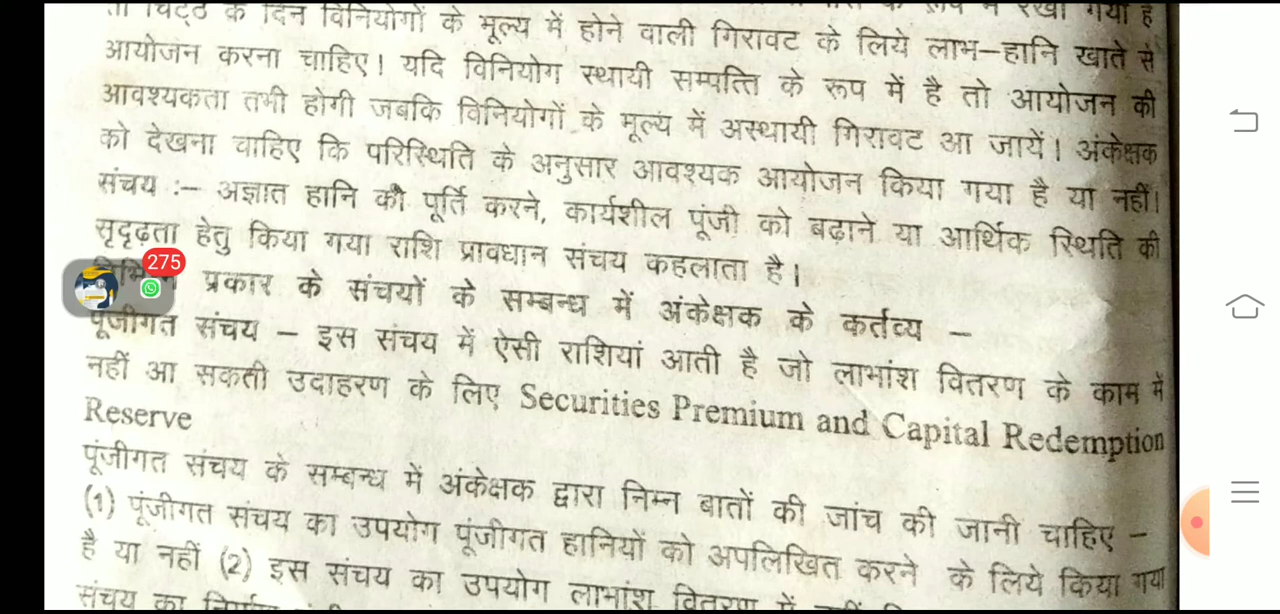 चिट्ठे के दिन विनियोगों के मूल्य में होने वाली गिरावट के लिये लाभ–हानि खाते से
आयोजन करना चाहिए। यदि विनियोग स्थायी सम्पत्ति के रूप में है तो आयोजन की
आवश्यकता तभी होगी जबकि विनियोगों के मूल्य में अस्थायी गिरावट आ जायें। अंकेक्षक
को देखना चाहिए कि परिस्थिति के अनुसार आवश्यक आयोजन किया गया है या नहीं।
संचय :– अज्ञात हानि की पूर्ति करने, कार्यशील पूंजी को बढ़ाने या आर्थिक स्थिति की
सृदृढ़ता हेतु किया गया राशि प्रावधान संचय कहलाता है।
275
प्रकार के संचयों के सम्बन्ध में अंकेक्षक के कर्तव्य –
पूंजीगत संचय – इस संचय में ऐसी राशियां आती है जो लाभांश वितरण के काम में
नहीं आ सकती उदाहरण के लिए Securities Premium and Capital Redemption
Reserve
पूंजीगत संचय के सम्बन्ध में अंकेक्षक द्वारा निम्न बातों की जांच की जानी चाहिए –
(1) पूंजीगत संचय का उपयोग पूंजीगत हानियों को अपलिखित करने के लिये किया गया
है या नहीं (2) इस संचय का उपयोग लाभांश वितरण में
संचय का